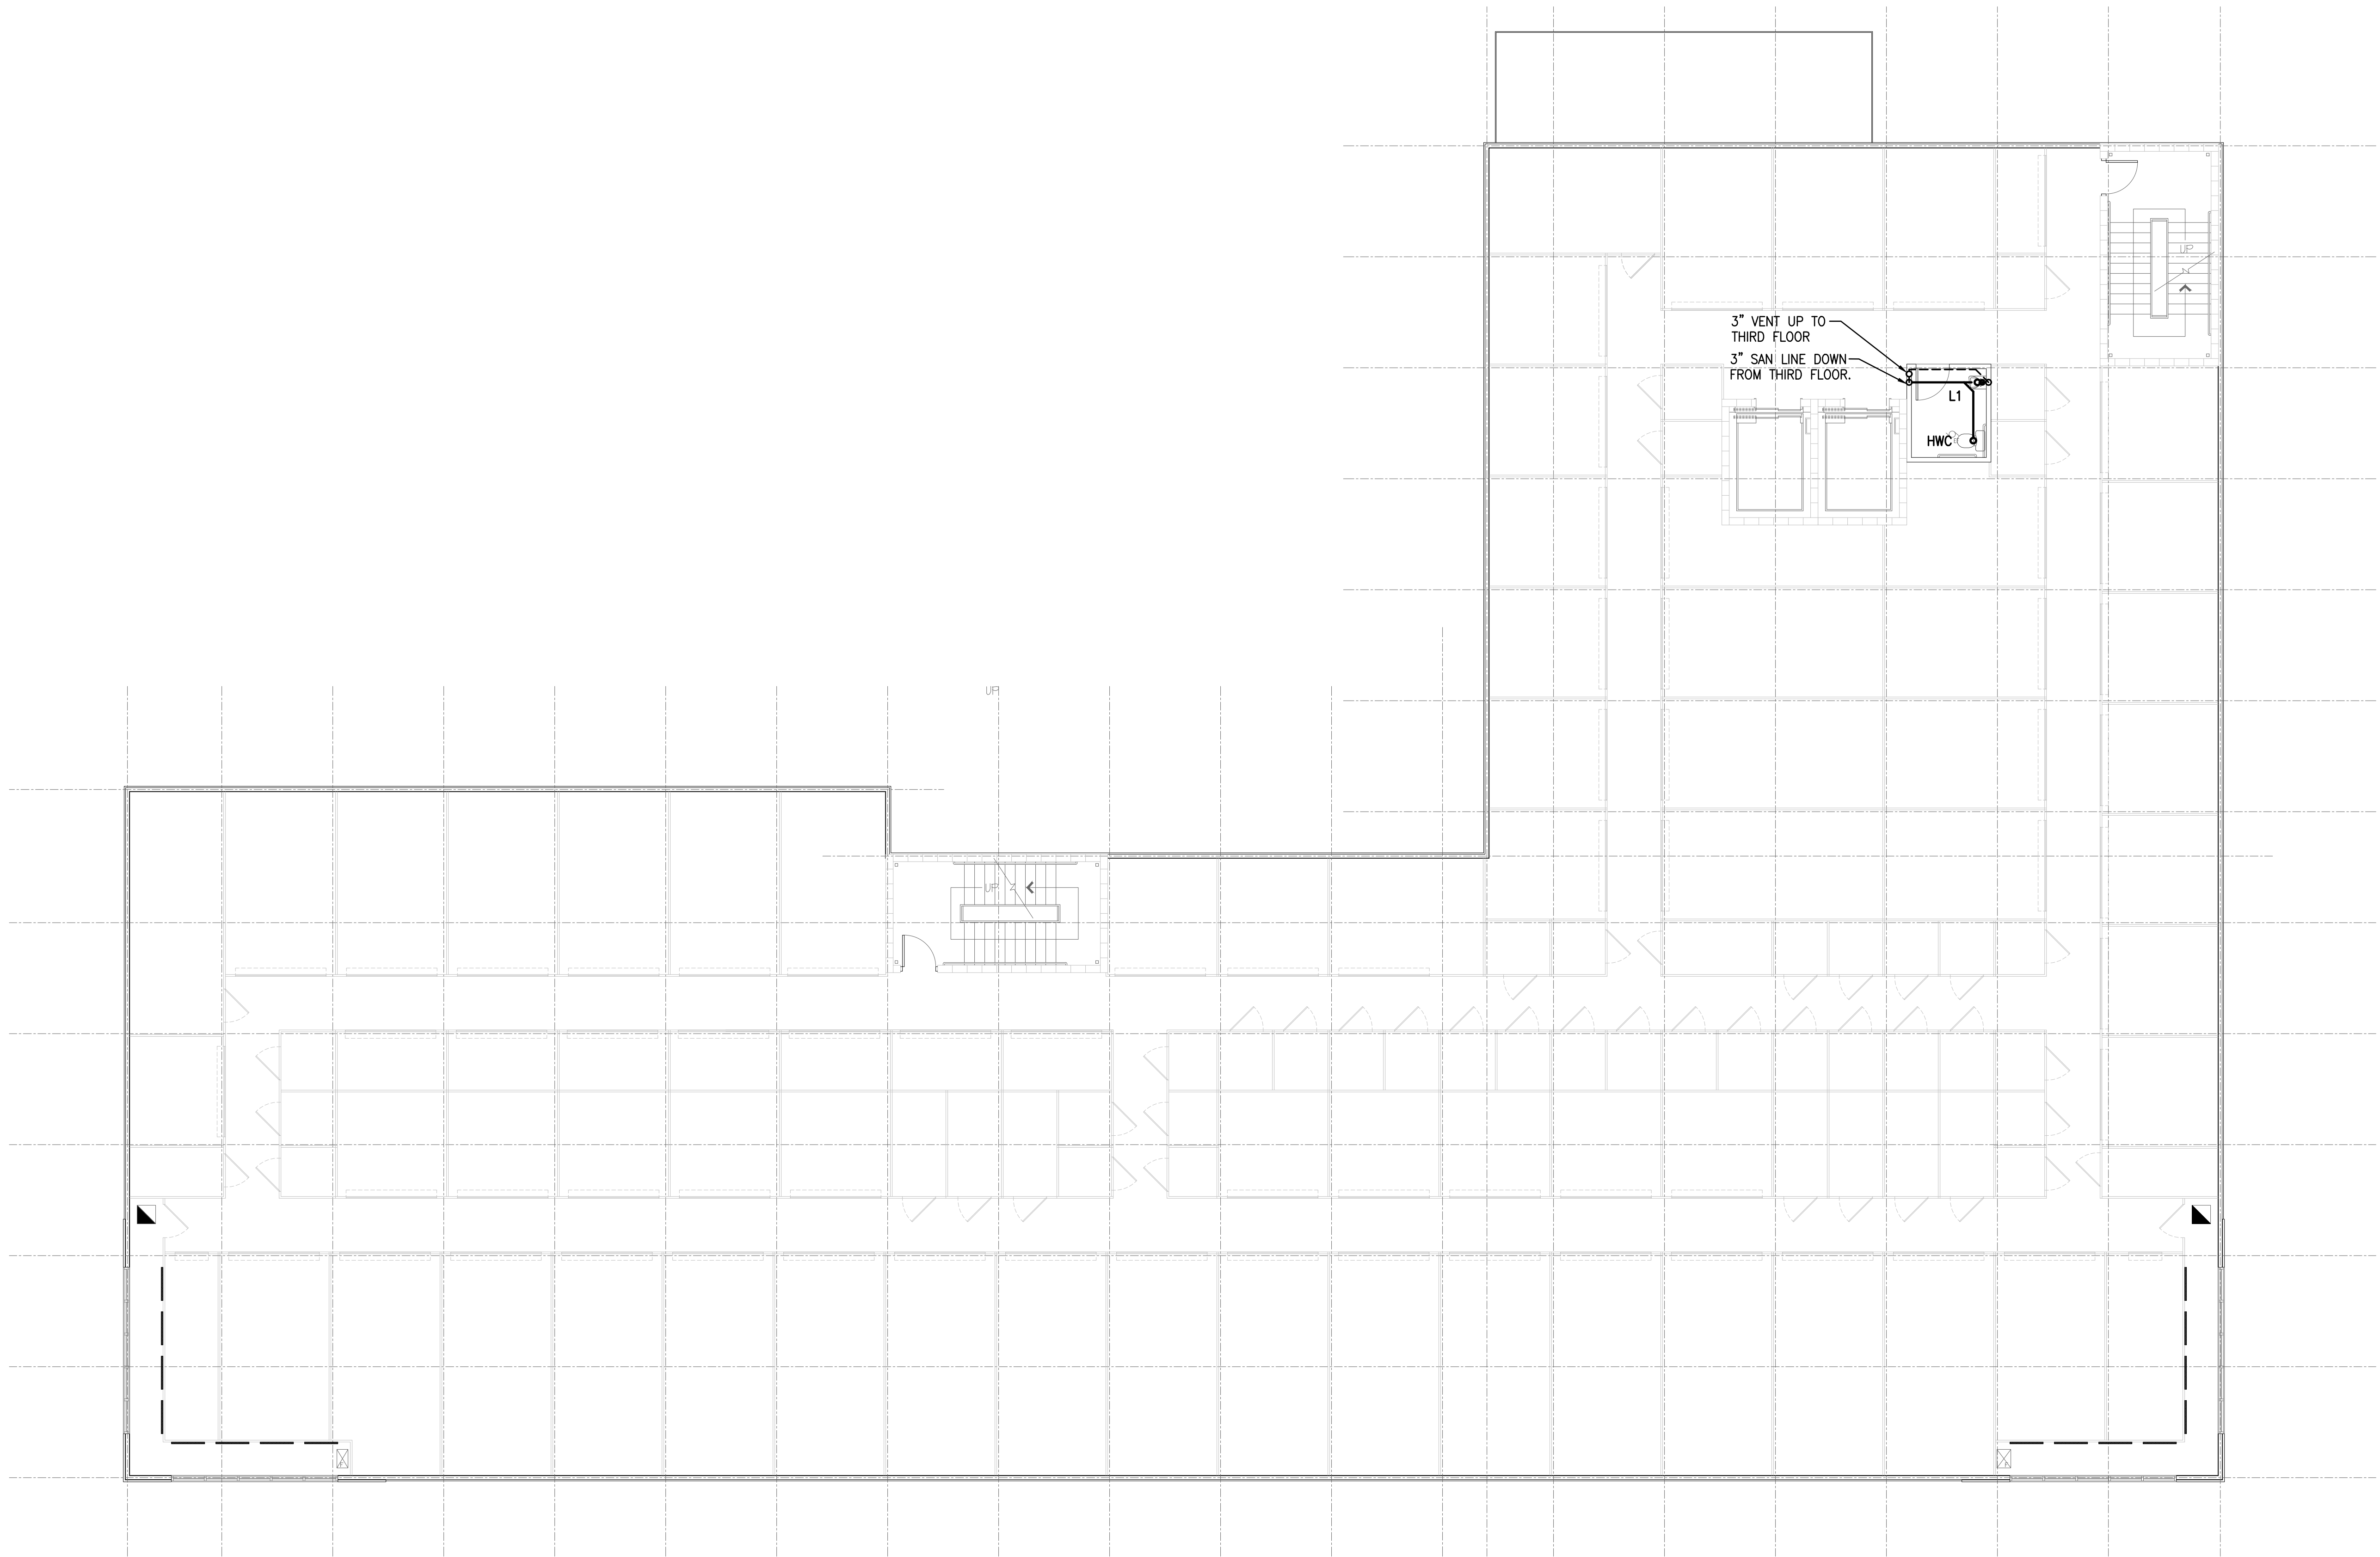 UP
3" VENT UP TO
THIRD FLOOR
3" SAN LINE DOWN
FROM THIRD FLOOR.
L1
HWC
UP
UP